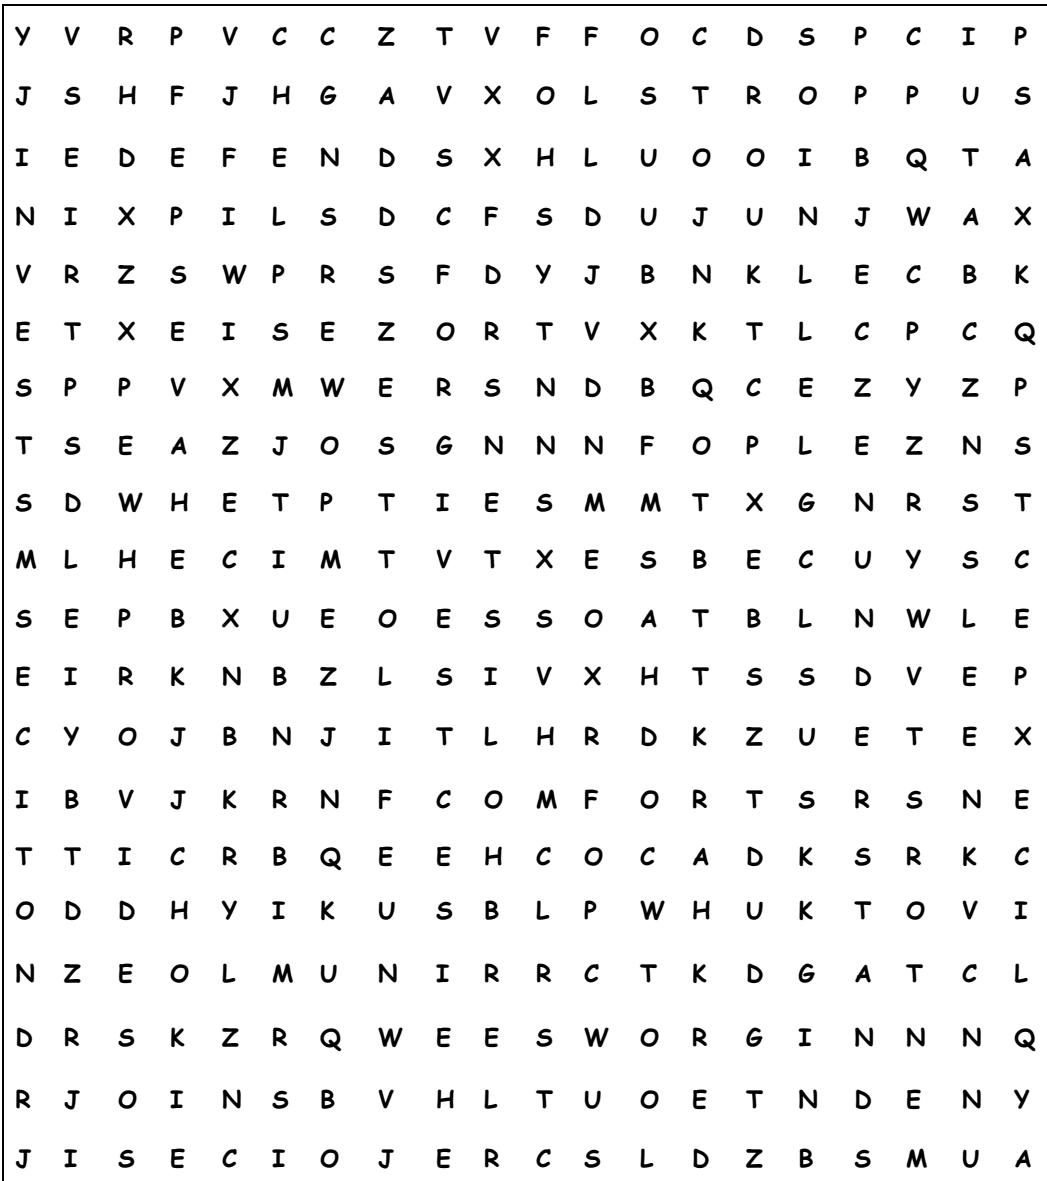 Y V R P V C C Z T V F F O C D S P C I P
J S H F J H G A V X O L S T R O P P U S
I E D E F E N D S X H L U O O I B Q T A
N I X P I L S D C F S D U J U N J W A X
V R Z S W P R S F D Y J B N K L E C B K
E T X E I S E Z O R T V X K T L C P C Q
S P P V X M W E R S N D B Q C E Z Y Z P
T S E A Z J O S G N N N F O P L E Z N S
S D W H E T P T I E S M M T X G N R S T
M L H E C I M T V T X E S B E C U Y S C
S E P B X U E O E S S O A T B L N W L E
E I R K N B Z L S I V X H T S S D V E P
C Y O J B N J I T L H R D K Z U E T E X
I B V J K R N F C O M F O R T S R S N E
T T I C R B Q E E H C O C A D K S R K C
O D D H Y I K U S B L P W H U K T O V I
N Z E O L M U N I R R C T K D G A T C L
D R S K Z R Q W E E S W O R G I N N N Q
R J O I N S B V H L T U O E T N D E N Y
J I S E C I O J E R C S L D Z B S M U A